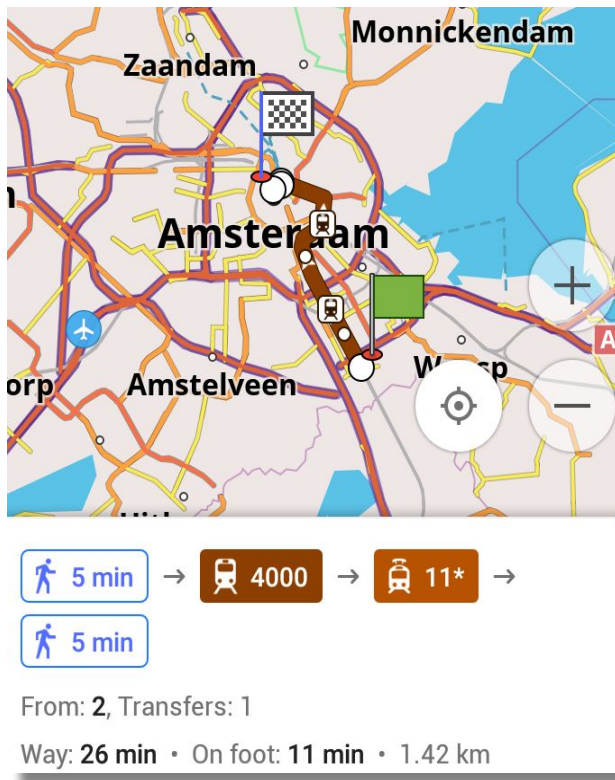 Monnickendam
Zaandam
Amsterdam
Amstelveen
5 min → 4000 → 11* →
5 min
From: 2, Transfers: 1
Way: 26 min • On foot: 11 min • 1.42 km